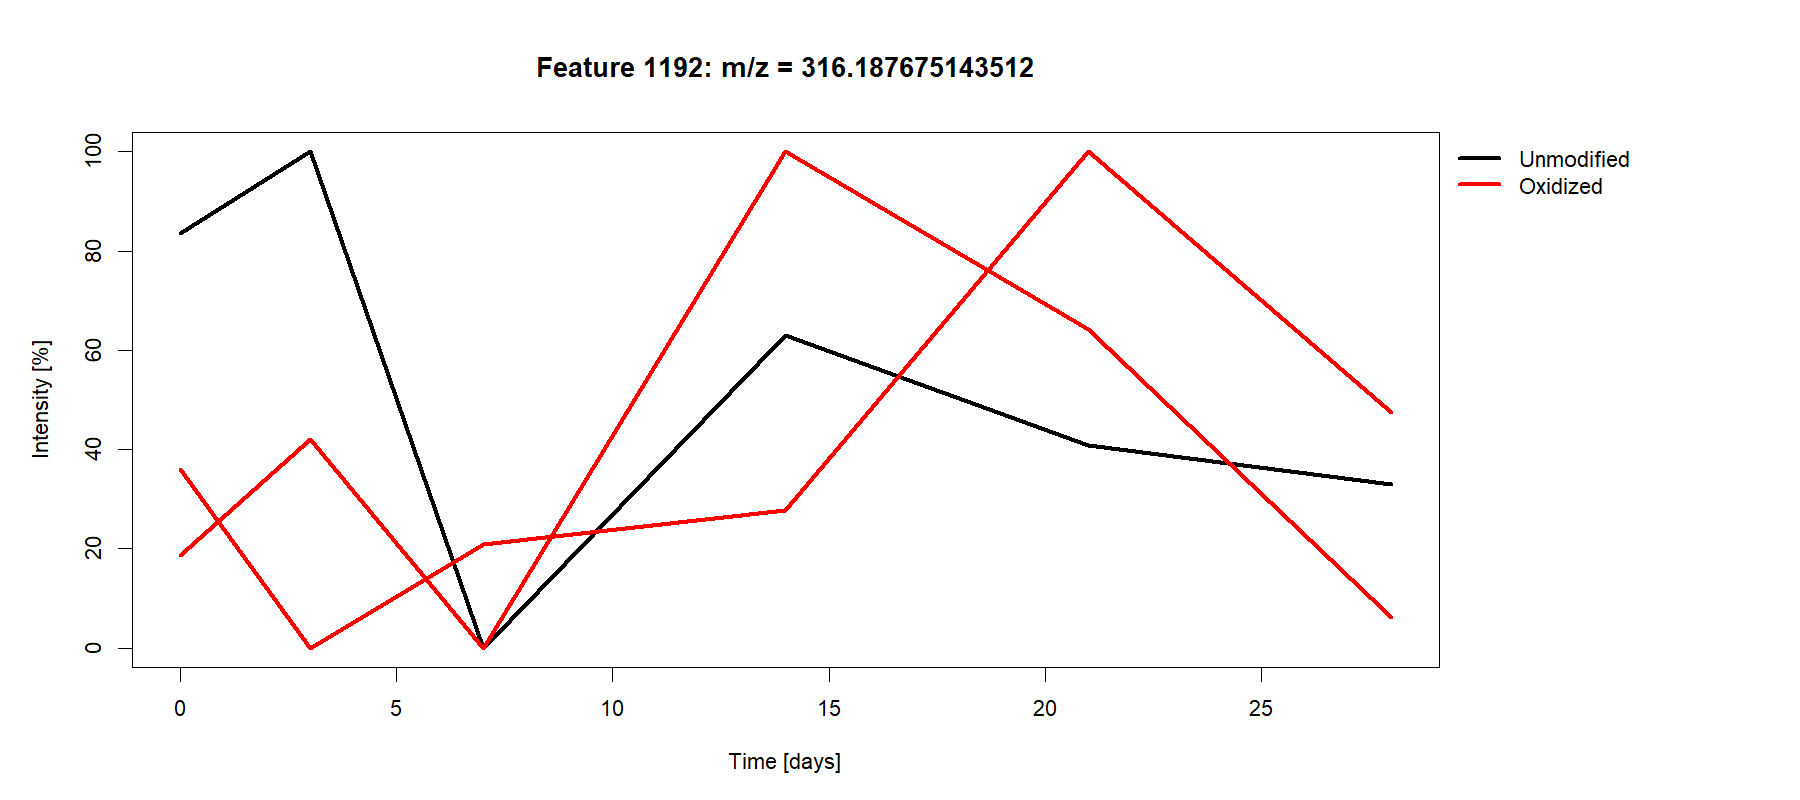 Feature 1192: m/z = 316.187675143512
Unmodified
Oxidized
Intensity [%]
100
80
60
40
20
0
0 5 10 15 20 25
Time [days]